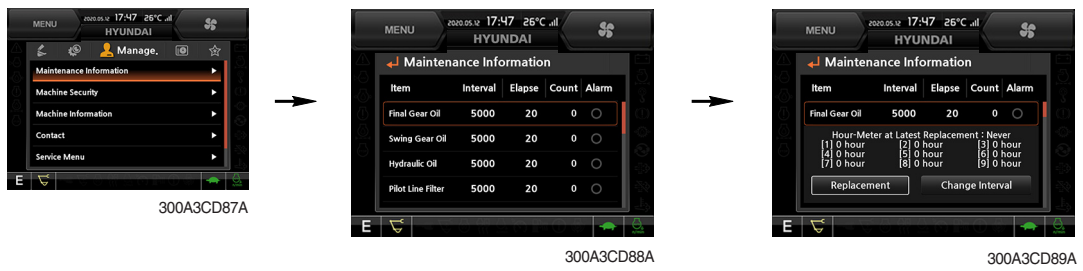 MENU
2020.05.12 17:47 26°C
HYUNDAI
Manage.
Maintenance Information
Machine Security
Machine Information
Contact
Service Menu
E
300A3CD87A
MENU
2020.05.12 17:47 26°C
HYUNDAI
Maintenance Information
Item Interval Elapse Count Alarm
Final Gear Oil 5000 20 0
Swing Gear Oil 5000 20 0
Hydraulic Oil 5000 20 0
Pilot Line Filter 5000 20 0
E
300A3CD88A
MENU
2020.05.12 17:47 26°C
HYUNDAI
Maintenance Information
Item Interval Elapse Count Alarm
Final Gear Oil 5000 20 0
Hour-Meter at Latest Replacement : Never
[1] 0 hour [2] 0 hour [3] 0 hour
[4] 0 hour [5] 0 hour [6] 0 hour
[7] 0 hour [8] 0 hour [9] 0 hour
Replacement Change Interval
E
300A3CD89A